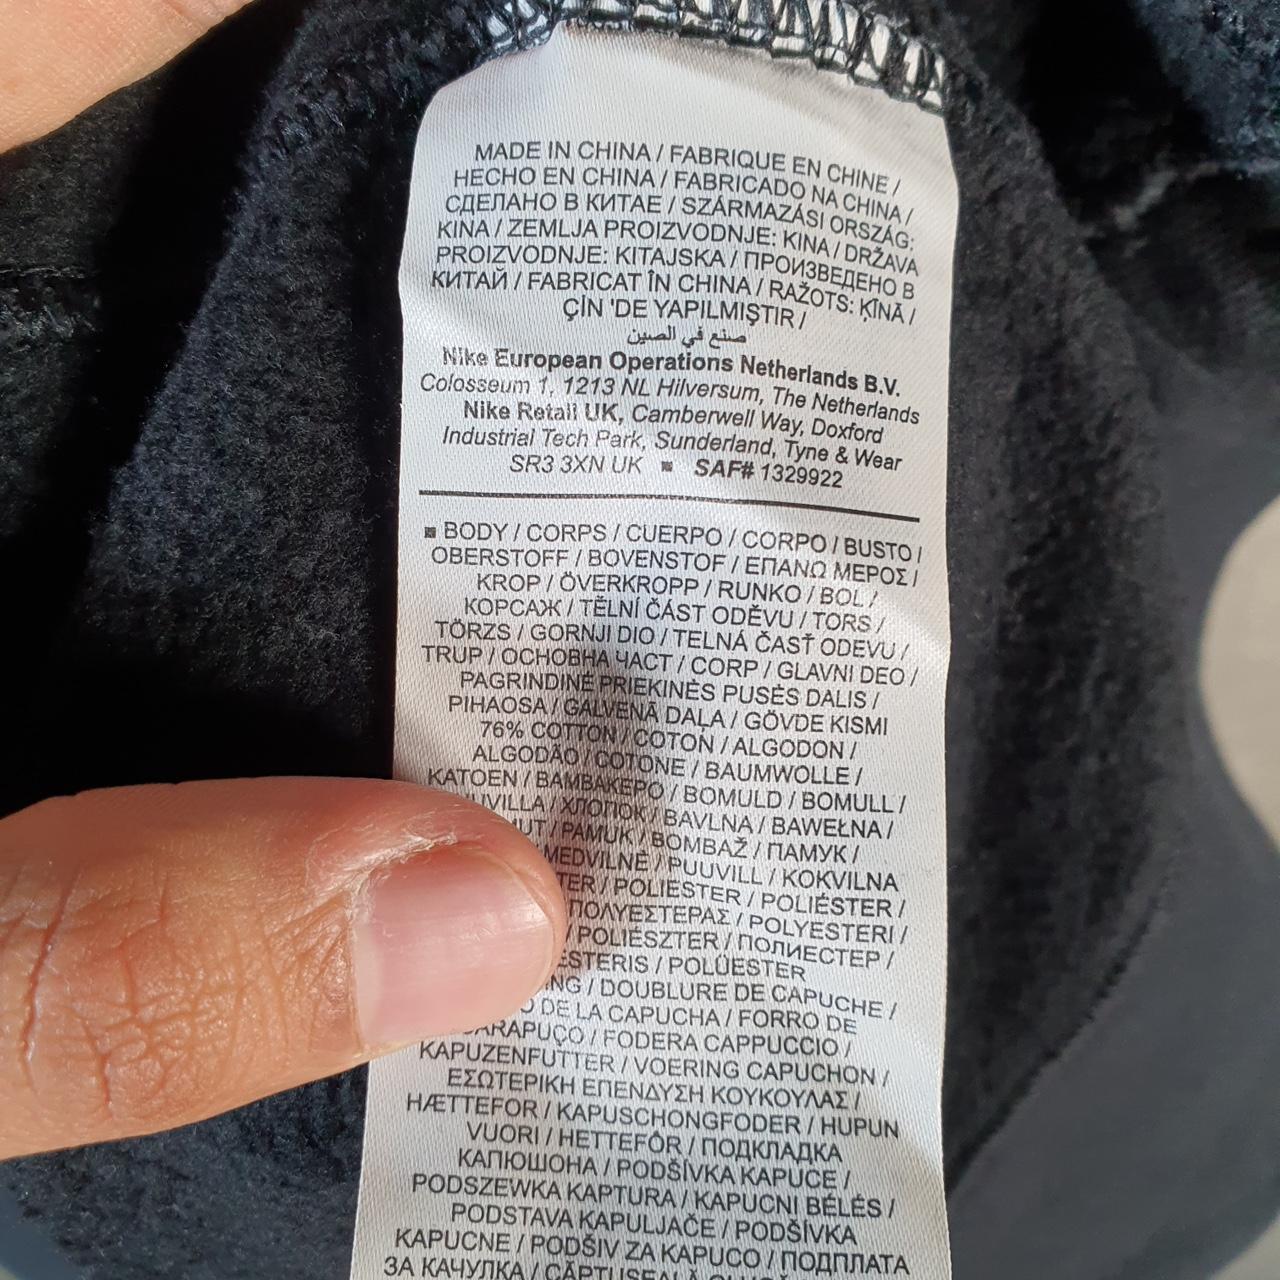 MADE IN CHINA / FABRIQUE EN CHINE /
HECHO EN CHINA / FABRICADO NA CHINA /
СДЕЛАНО В КИТАЕ / SZÁRMAZÁSI ORSZÁG:
KINA / ZEMLJA PROIZVODNJE: KINA / DRŽAVA
PROIZVODNJE: KITAJSKA / ПРОИЗВЕДЕНО В
КИТАЙ / FABRICAT ÎN CHINA / RAŽOTS: ĶĪNĀ /
ÇİN 'DE YAPILMIŞTIR /
صنع في الصين
Nike European Operations Netherlands B.V.
Colosseum 1, 1213 NL Hilversum, The Netherlands
Nike Retail UK, Camberwell Way, Doxford
Industrial Tech Park, Sunderland, Tyne & Wear
SR3 3XN UK ▪ SAF# 1329922
▪ BODY / CORPS / CUERPO / CORPO / BUSTO /
OBERSTOFF / BOVENSTOF / ΕΠΑΝΩ ΜΕΡΟΣ /
KROP / ÖVERKROPP / RUNKO / BOL /
КОРСАЖ / TĚLNÍ ČÁST ODĚVU / TORS /
TÖRZS / GORNJI DIO / TELNÁ ČASŤ ODEVU /
TRUP / ОСНОВНА ЧАСТ / CORP / GLAVNI DEO /
PAGRINDINĖ PRIEKINĖS PUSĖS DALIS /
PIHAOSA / GALVENĀ DAĻA / GÖVDE KISMI
76% COTTON / COTON / ALGODON /
ALGODÃO / COTONE / BAUMWOLLE /
KATOEN / ΒΑΜΒΑΚΕΡΟ / BOMULD / BOMULL /
UVILLA / ХЛОПОК / BAVLNA / BAWEŁNA /
MUT / PAMUK / BOMBAŽ / ПАМУК /
MEDVILNĖ / PUUVILL / KOKVILNA
TER / POLIESTER / POLIÉSTER /
ΠΟΛΥΕΣΤΕΡΑΣ / POLYESTERI /
/ POLIÉSZTER / ПОЛИЕСТЕР /
ESTERIS / POLÜESTER
ING / DOUBLURE DE CAPUCHE /
O DE LA CAPUCHA / FORRO DE
CARAPUÇO / FODERA CAPPUCCIO /
KAPUZENFUTTER / VOERING CAPUCHON /
ΕΣΩΤΕΡΙΚΗ ΕΠΕΝΔΥΣΗ ΚΟΥΚΟΥΛΑΣ /
HÆTTEFOR / KAPUSCHONGFODER / HUPUN
VUORI / HETTEFÔR / ПОДКЛАДКА
КАПЮШОНА / PODŠÍVKA KAPUCE /
PODSZEWKA KAPTURA / KAPUCNI BÉLÉS /
PODSTAVA KAPULJAČE / PODŠÍVKA
KAPUCNE / PODŠIV ZA KAPUCO / ПОДПЛАТА
ЗА КАЧУЛКА / CĂPTUȘEALĂ